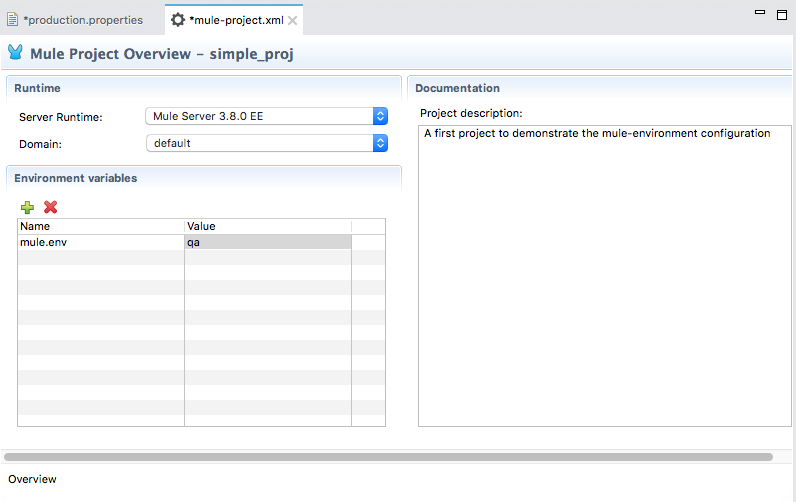 *production.properties
*mule-project.xml
Mule Project Overview – simple_proj
Runtime
Server Runtime:
Mule Server 3.8.0 EE
Domain:
default
Environment variables
Name
Value
mule.env
qa
Documentation
Project description:
A first project to demonstrate the mule-environment configuration
Overview